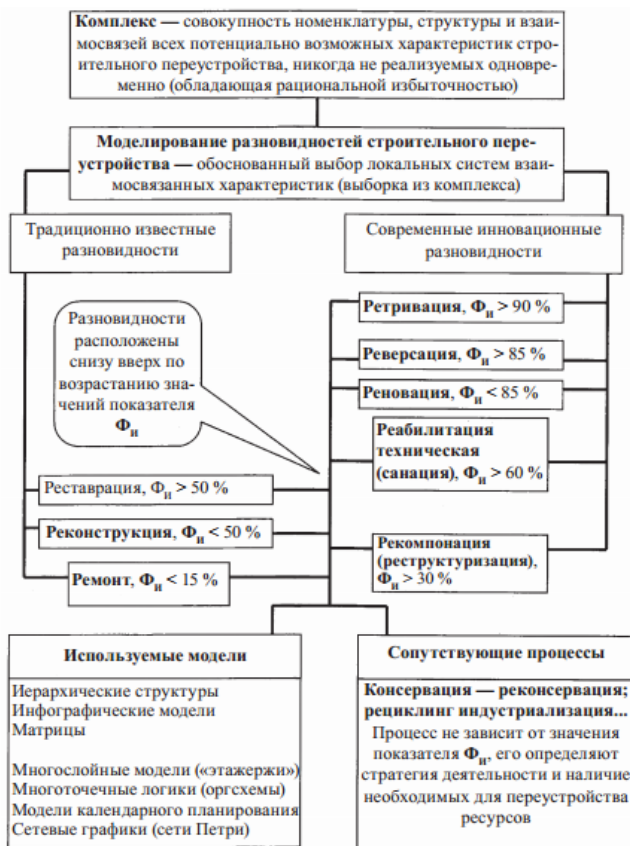 Комплекс — совокупность номенклатуры, структуры и взаи-
мосвязей всех потенциально возможных характеристик стро-
ительного переустройства, никогда не реализуемых одновре-
менно (обладающая рациональной избыточностью)
Моделирование разновидностей строительного пере-
устройства — обоснованный выбор локальных систем взаи-
мосвязанных характеристик (выборка из комплекса)
Традиционно известные
разновидности
Современные инновационные
разновидности
Разновидности
расположены
снизу вверх по
возрастанию зна-
чений показателя
Фи
Ретривация, Фи > 90 %
Реверсация, Фи > 85 %
Реновация, Фи < 85 %
Реабилитация
техническая
(санация), Фи > 60 %
Реставрация, Фи > 50 %
Реконструкция, Фи < 50 %
Ремонт, Фи < 15 %
Рекомпонация
(реструктуризация),
Фи > 30 %
Используемые модели
Иерархические структуры
Инфографические модели
Матрицы
Многослойные модели («этажержи»)
Многоточечные логики (оргсхемы)
Модели календарного планирования
Сетевые графики (сети Петри)
Сопутствующие процессы
Консервация — реконсервация;
рециклинг индустриализация...
Процесс не зависит от значения
показателя Фи, его определяют
стратегия деятельности и наличие
необходимых для переустройства
ресурсов